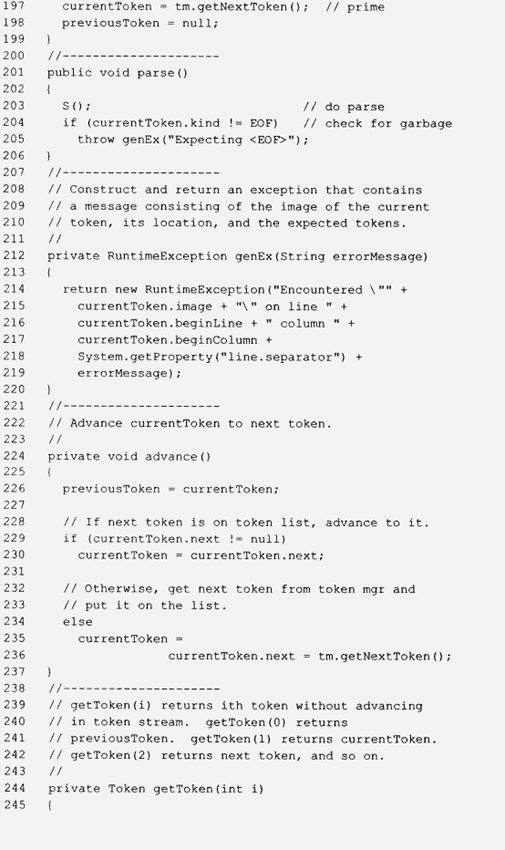 197     currentToken = tm.getNextToken();  // prime
198     previousToken = null;
199   }
200   //---------------------
201   public void parse()
202   {
203     S();                             // do parse
204     if (currentToken.kind != EOF)    // check for garbage
205       throw genEx("Expecting <EOF>");
206   }
207   //---------------------
208   // Construct and return an exception that contains
209   // a message consisting of the image of the current
210   // token, its location, and the expected tokens.
211   //
212   private RuntimeException genEx(String errorMessage)
213   {
214     return new RuntimeException("Encountered \"" +
215       currentToken.image + "\" on line " +
216       currentToken.beginLine + " column " +
217       currentToken.beginColumn +
218       System.getProperty("line.separator") +
219       errorMessage);
220   }
221   //---------------------
222   // Advance currentToken to next token.
223   //
224   private void advance()
225   {
226     previousToken = currentToken;
227
228     // If next token is on token list, advance to it.
229     if (currentToken.next != null)
230       currentToken = currentToken.next;
231
232     // Otherwise, get next token from token mgr and
233     // put it on the list.
234     else
235       currentToken =
236                   currentToken.next = tm.getNextToken();
237   }
238   //---------------------
239   // getToken(i) returns ith token without advancing
240   // in token stream.  getToken(0) returns
241   // previousToken.  getToken(1) returns currentToken.
242   // getToken(2) returns next token, and so on.
243   //
244   private Token getToken(int i)
245   {